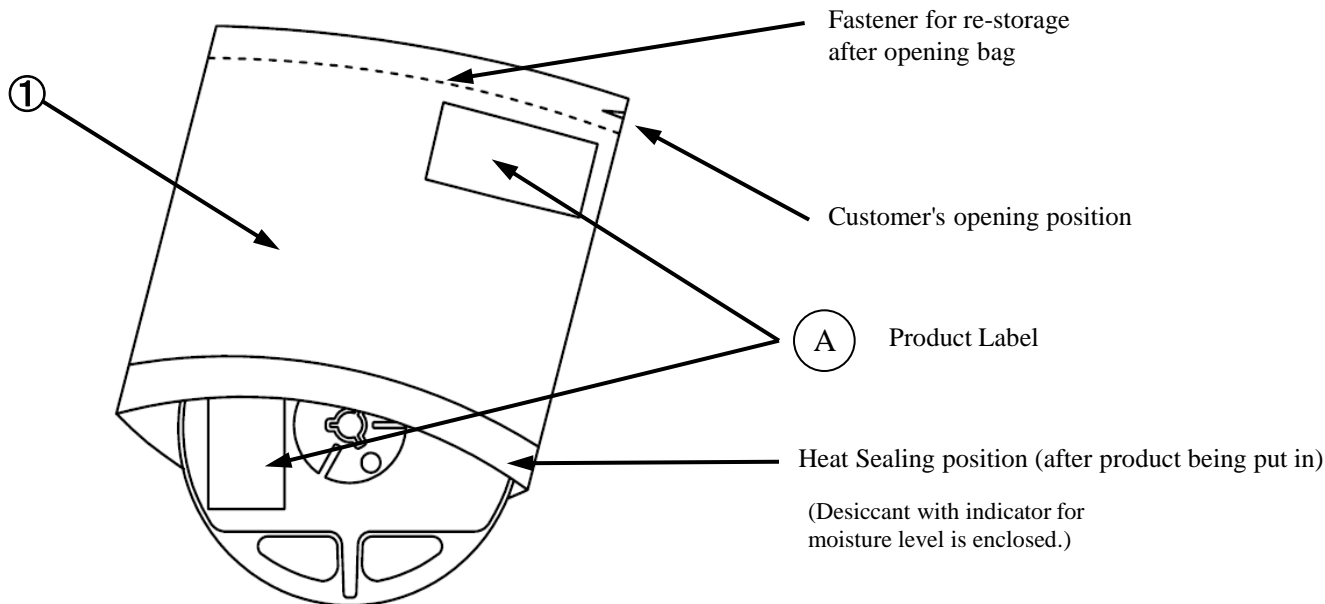 Fastener for re-storage
after opening bag
①
Customer's opening position
A Product Label
Heat Sealing position (after product being put in)
(Desiccant with indicator for
moisture level is enclosed.)